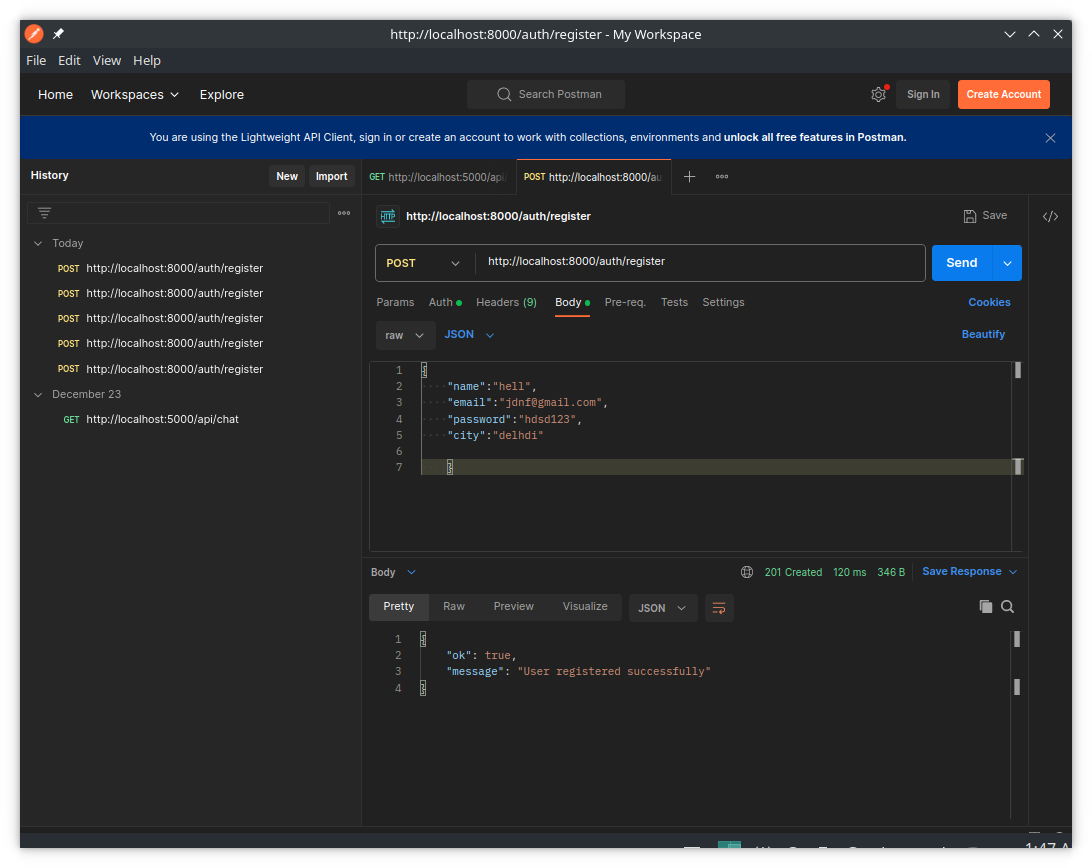 http://localhost:8000/auth/register - My Workspace
File Edit View Help
Home Workspaces Explore Search Postman Sign In Create Account
You are using the Lightweight API Client, sign in or create an account to work with collections, environments and unlock all free features in Postman.
History New Import
GET http://localhost:5000/api/ POST http://localhost:8000/au
HTTP http://localhost:8000/auth/register Save </>
POST http://localhost:8000/auth/register Send
Params Auth Headers (9) Body Pre-req. Tests Settings Cookies
raw JSON Beautify
Today
POST http://localhost:8000/auth/register
POST http://localhost:8000/auth/register
POST http://localhost:8000/auth/register
POST http://localhost:8000/auth/register
POST http://localhost:8000/auth/register
December 23
GET http://localhost:5000/api/chat
1 {
2 "name":"hell",
3 "email":"jdnf@gmail.com",
4 "password":"hdsd123",
5 "city":"delhdi"
6
7 }
Body 201 Created 120 ms 346 B Save Response
Pretty Raw Preview Visualize JSON
1 {
2 "ok": true,
3 "message": "User registered successfully"
4 }